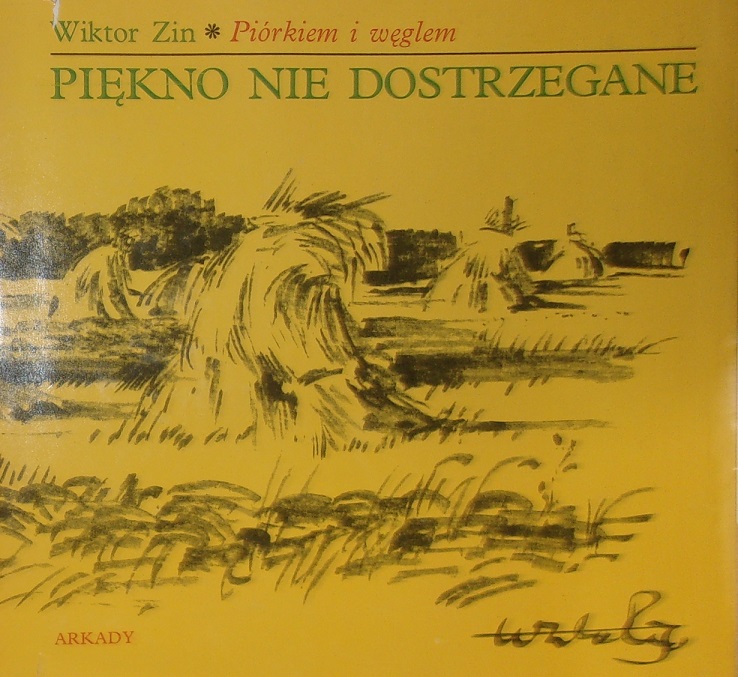 Wiktor Zin * Piórkiem i węglem
PIĘKNO NIE DOSTRZEGANE
ARKADY